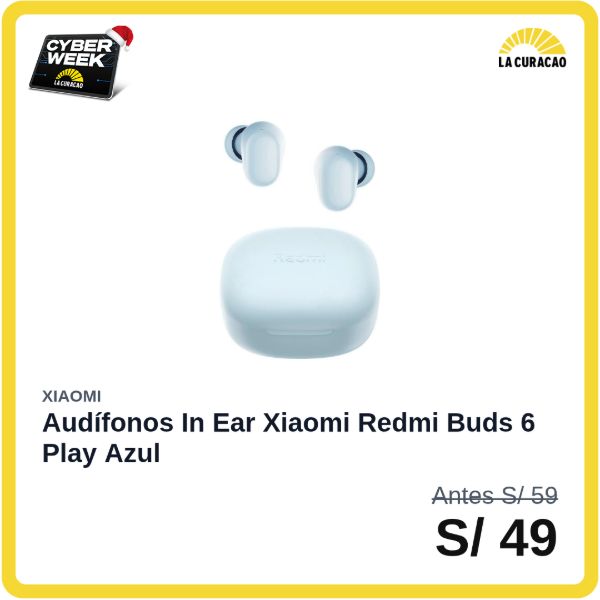 CYBER
WEEK
LA CURACAO
LA CURACAO
Redmi
XIAOMI
Audífonos In Ear Xiaomi Redmi Buds 6
Play Azul
Antes S/ 59
S/ 49